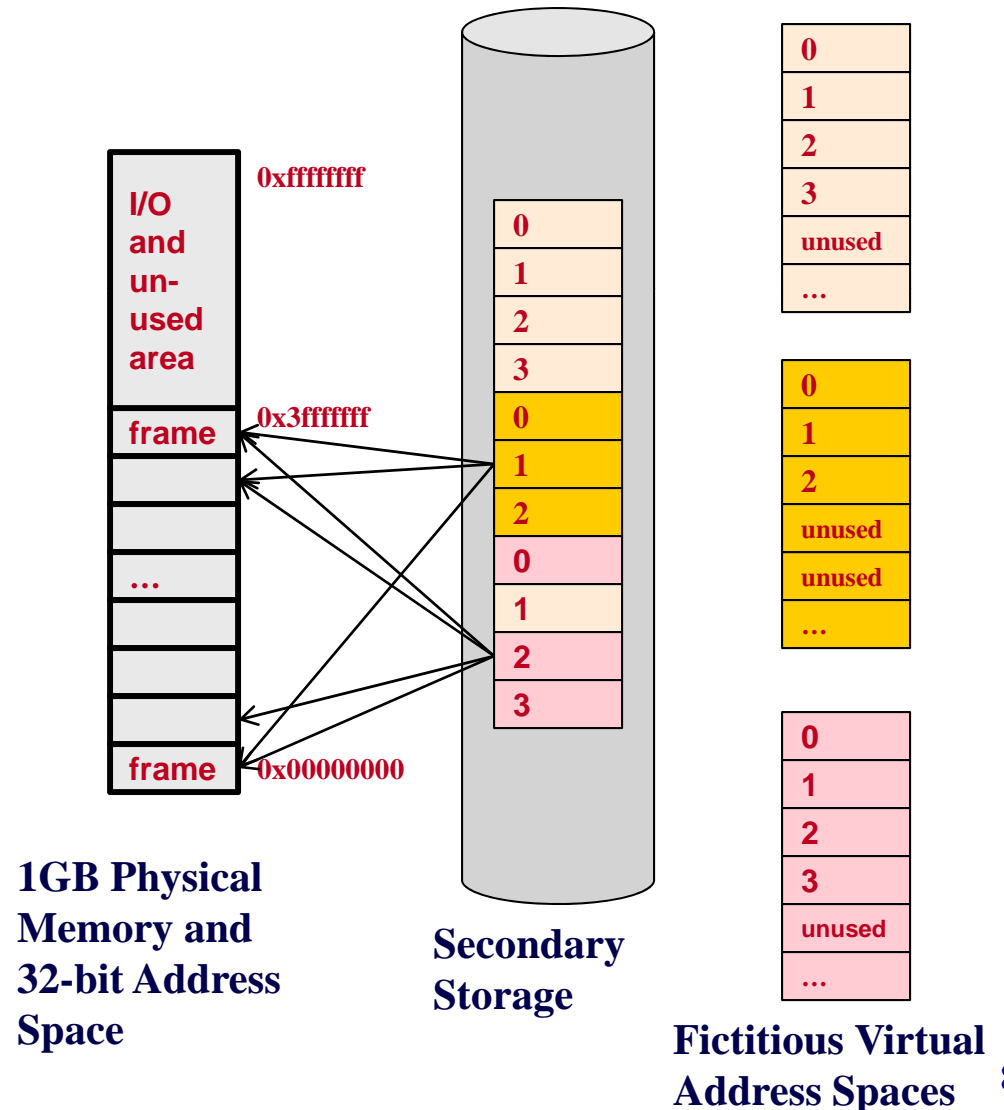 0xffffffff
I/O
and
un-
used
area
0x3fffffff
frame
…
frame
0x00000000
1GB Physical
Memory and
32-bit Address
Space
0
1
2
3
0
1
2
0
1
2
3
Secondary
Storage
0
1
2
3
unused
…
0
1
2
unused
unused
…
0
1
2
3
unused
…
Fictitious Virtual
Address Spaces